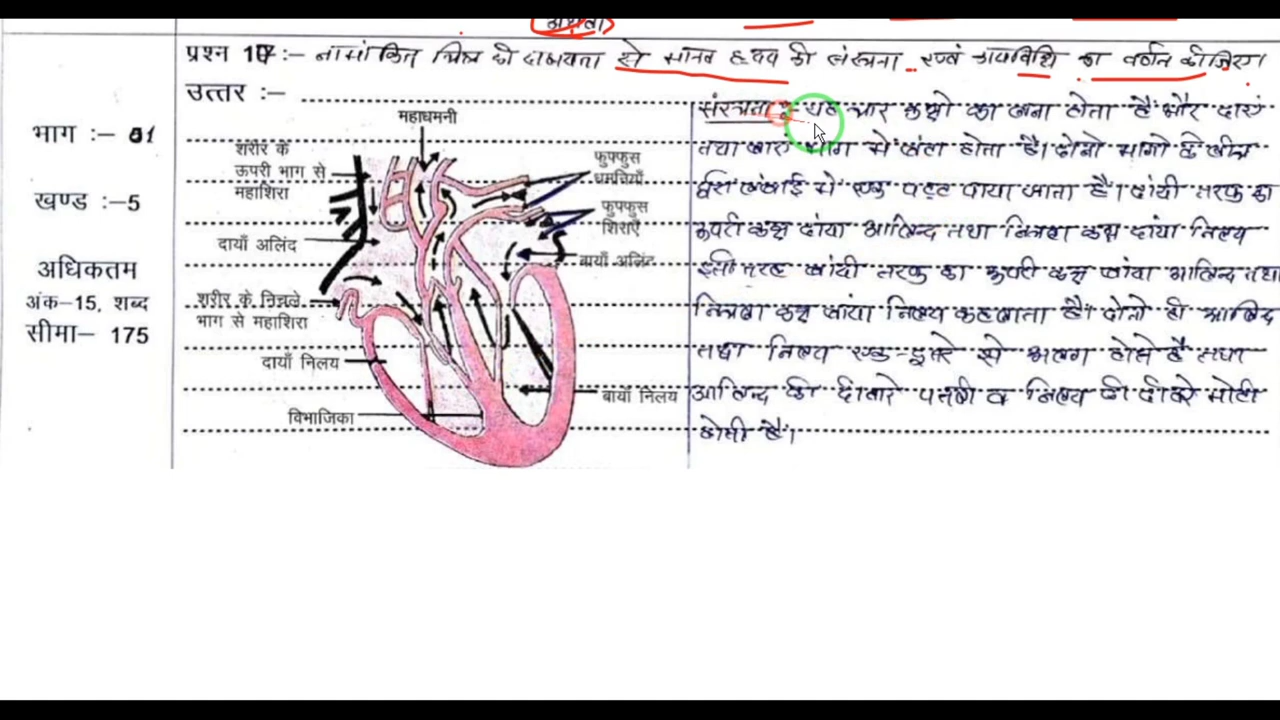 अथवा)
प्रश्न 17 :- नामांकित चित्र की सहायता से मानव हृदय की संरचना एवं कार्यविधि का वर्णन कीजिए।
उत्तर :-
भाग :- 01
खण्ड :-5
अधिकतम
अंक-15, शब्द
सीमा- 175
महाधमनी
शरीर के
ऊपरी भाग से
महाशिरा
दायाँ अलिंद
शरीर के निचले
भाग से महाशिरा
दायाँ निलय
विभाजिका
फुफ्फुस
धमनियाँ
फुफ्फुस
शिराएँ
बायाँ अलिंद
बायाँ निलय
संरचना :- यह चार कक्षो का बना होता है और दाएं
तथा बाएं भाग मे बंटा होता है। दोनो भागो के बीच
लंबाई मे एक पाया जाता है। दांयी तरफ का
ऊपरी कक्ष दांया आलिन्द तथा निचला कक्ष दांया निलय
इसी तरह बांयी तरफ का ऊपरी कक्ष बांया आलिन्द तथा
निचला कक्ष बांया निलय कहलाता है। दोनो ही आलिंद
तथा निलय एक-दूसरे से अलग होते है तथा
आलिन्द की दीवारे पतली व निलय की दीवारे मोटी
होती है।